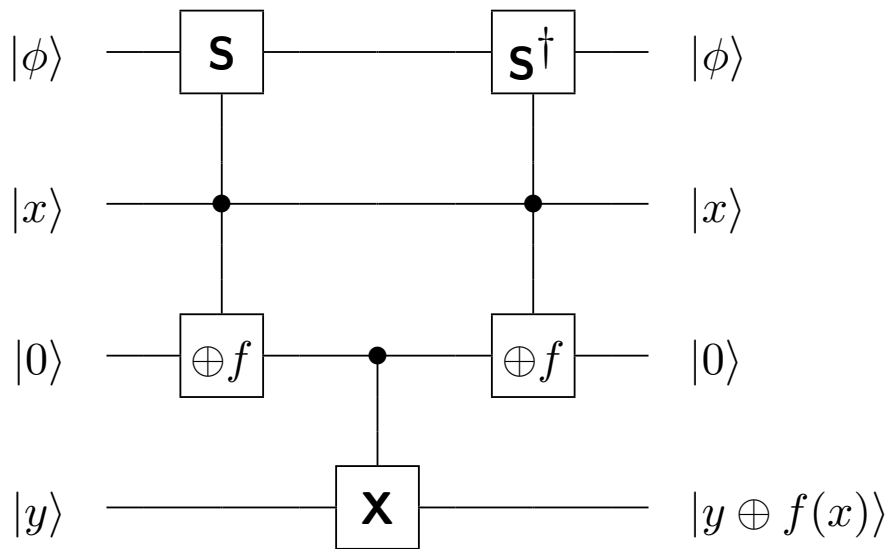 |ϕ⟩ S S† |ϕ⟩
|x⟩ |x⟩
|0⟩ ⊕f ⊕f |0⟩
|y⟩ X |y ⊕ f(x)⟩